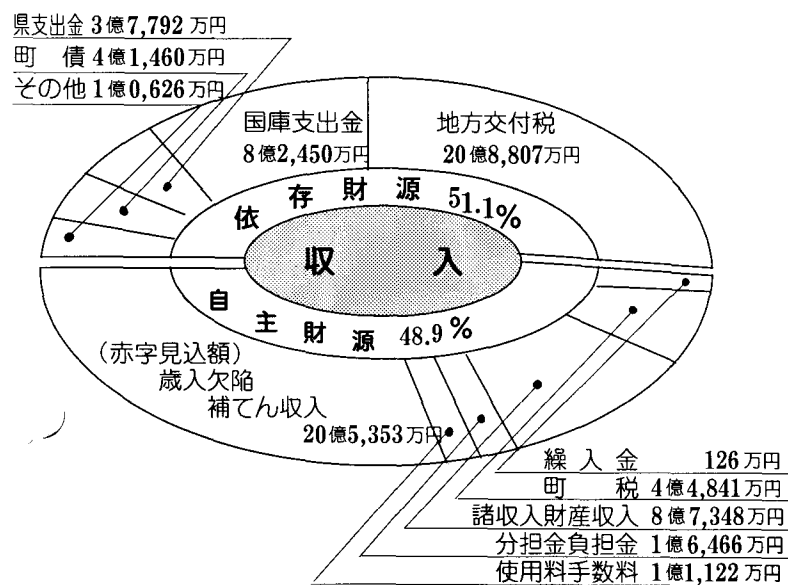 県支出金 3億7,792万円
町 債 4億1,460万円
その他 1億0,626万円
国庫支出金
8億2,450万円
地方交付税
20億8,807万円
依存財源 51.1%
収 入
自主財源 48.9%
(赤字見込額)
歳入欠陥
補てん収入
20億5,353万円
繰入金 126万円
町 税 4億4,841万円
諸収入財産収入 8億7,348万円
分担金負担金 1億6,466万円
使用料手数料 1億1,122万円